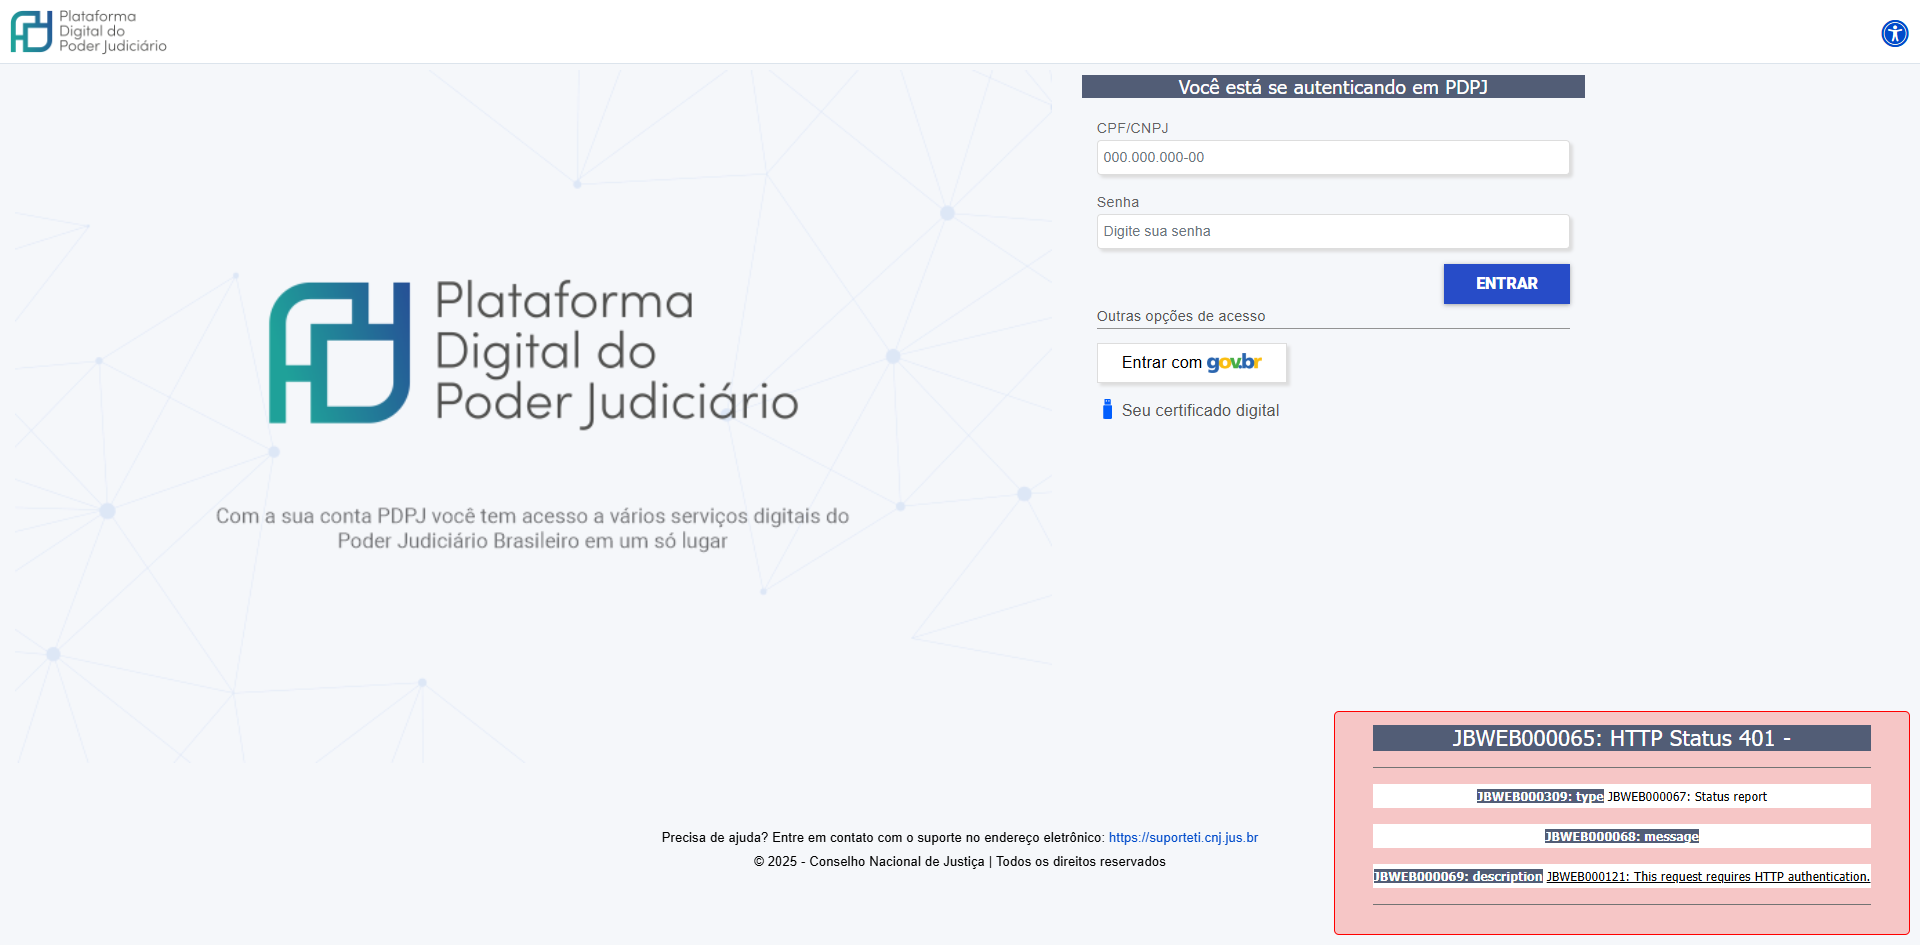 Plataforma
Digital do
Poder Judiciário
Você está se autenticando em PDPJ
CPF/CNPJ
000.000.000-00
Senha
Digite sua senha
ENTRAR
Outras opções de acesso
Entrar com gov.br
Seu certificado digital
Plataforma
Digital do
Poder Judiciário
Com a sua conta PDPJ você tem acesso a vários serviços digitais do
Poder Judiciário Brasileiro em um só lugar
JBWEB000065: HTTP Status 401 -
JBWEB000309: type JBWEB000067: Status report
JBWEB000068: message
JBWEB000069: description JBWEB000121: This request requires HTTP authentication.
Precisa de ajuda? Entre em contato com o suporte no endereço eletrônico: https://suporteti.cnj.jus.br
© 2025 - Conselho Nacional de Justiça | Todos os direitos reservados